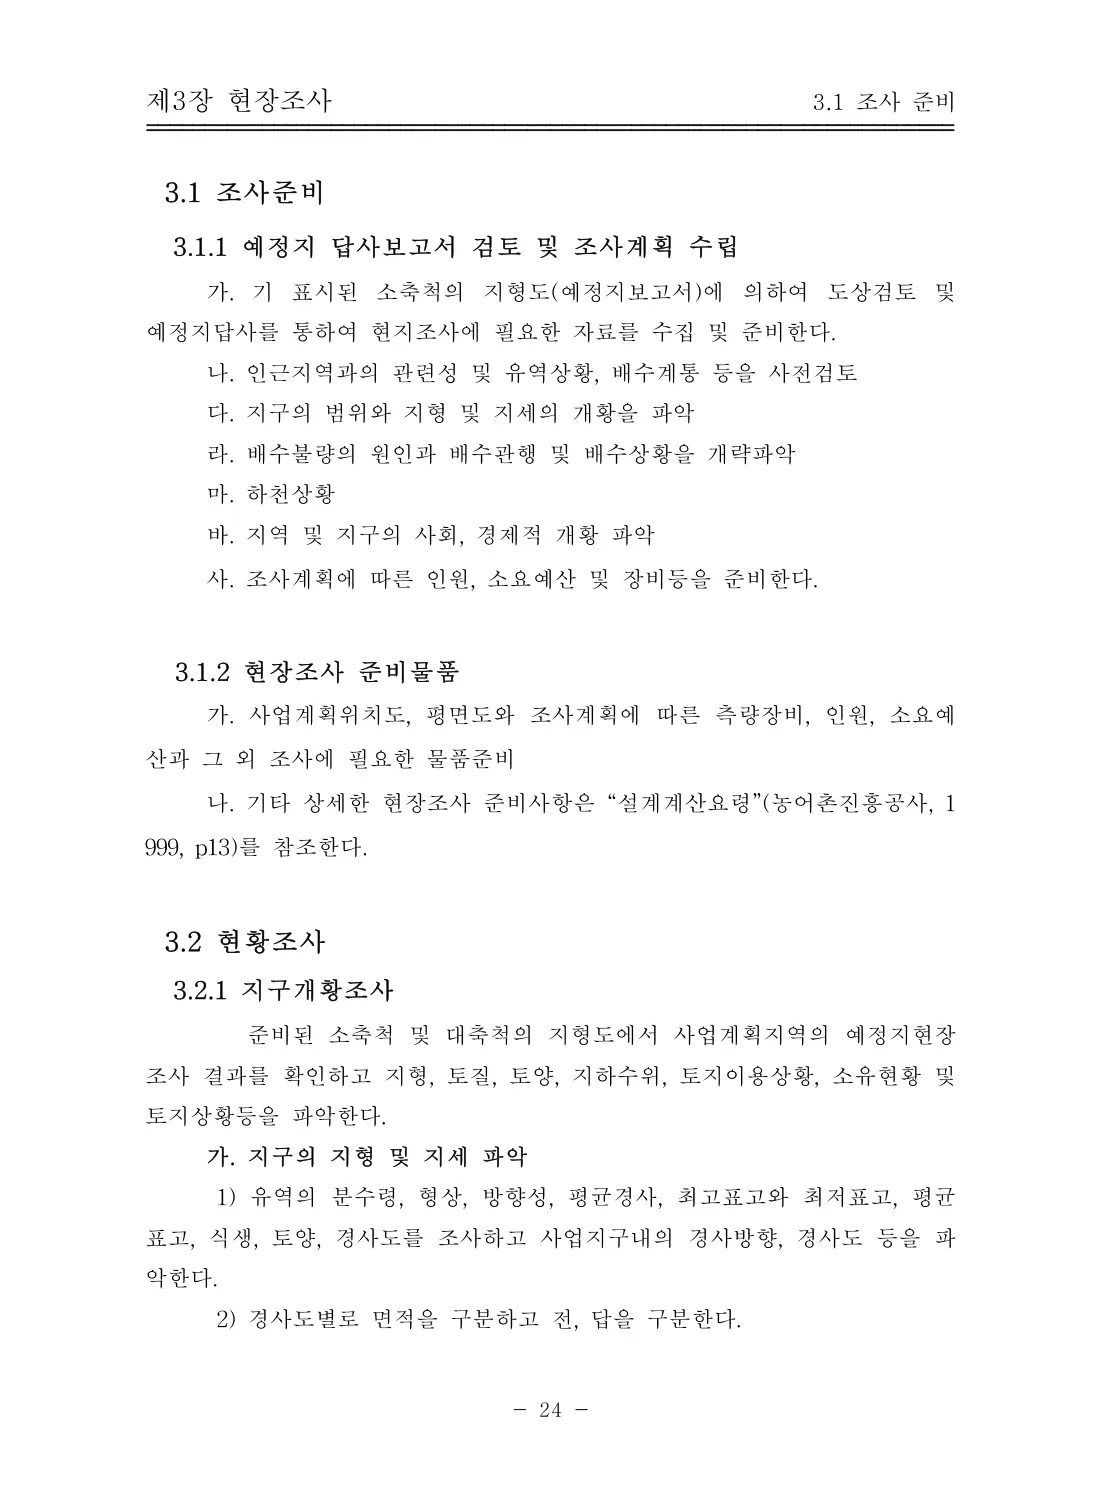 제3장 현장조사
3.1 조사 준비
3.1 조사준비
3.1.1 예정지 답사보고서 검토 및 조사계획 수립
가. 기 표시된 소축척의 지형도(예정지보고서)에 의하여 도상검토 및
예정지답사를 통하여 현지조사에 필요한 자료를 수집 및 준비한다.
나. 인근지역과의 관련성 및 유역상황, 배수계통 등을 사전검토
다. 지구의 범위와 지형 및 지세의 개황을 파악
라. 배수불량의 원인과 배수관행 및 배수상황을 개략파악
마. 하천상황
바. 지역 및 지구의 사회, 경제적 개황 파악
사. 조사계획에 따른 인원, 소요예산 및 장비등을 준비한다.
3.1.2 현장조사 준비물품
가. 사업계획위치도, 평면도와 조사계획에 따른 측량장비, 인원, 소요예
산과 그 외 조사에 필요한 물품준비
나. 기타 상세한 현장조사 준비사항은 “설계계산요령”(농어촌진흥공사, 1
999, p13)를 참조한다.
3.2 현황조사
3.2.1 지구개황조사
준비된 소축척 및 대축척의 지형도에서 사업계획지역의 예정지현장
조사 결과를 확인하고 지형, 토질, 토양, 지하수위, 토지이용상황, 소유현황 및
토지상황등을 파악한다.
가. 지구의 지형 및 지세 파악
1) 유역의 분수령, 형상, 방향성, 평균경사, 최고표고와 최저표고, 평균
표고, 식생, 토양, 경사도를 조사하고 사업지구내의 경사방향, 경사도 등을 파
악한다.
2) 경사도별로 면적을 구분하고 전, 답을 구분한다.
- 24 -